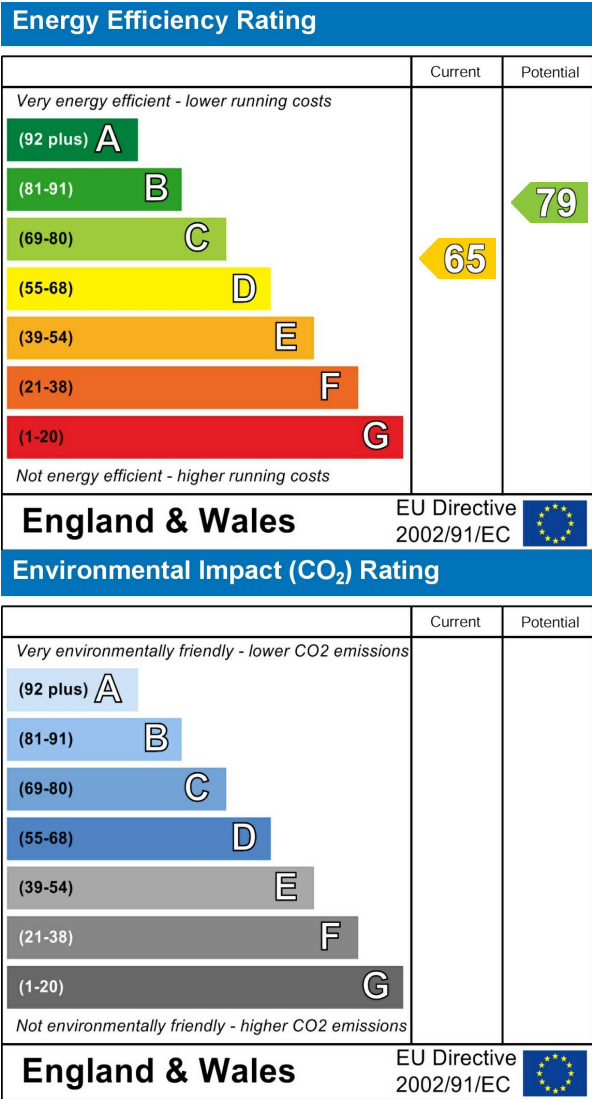 Energy Efficiency Rating
Current Potential
Very energy efficient - lower running costs
(92 plus) A
(81-91) B
(69-80) C
(55-68) D
(39-54) E
(21-38) F
(1-20) G
79
65
Not energy efficient - higher running costs
England & Wales
EU Directive
2002/91/EC
Environmental Impact (CO₂) Rating
Current Potential
Very environmentally friendly - lower CO2 emissions
(92 plus) A
(81-91) B
(69-80) C
(55-68) D
(39-54) E
(21-38) F
(1-20) G
Not environmentally friendly - higher CO2 emissions
England & Wales
EU Directive
2002/91/EC